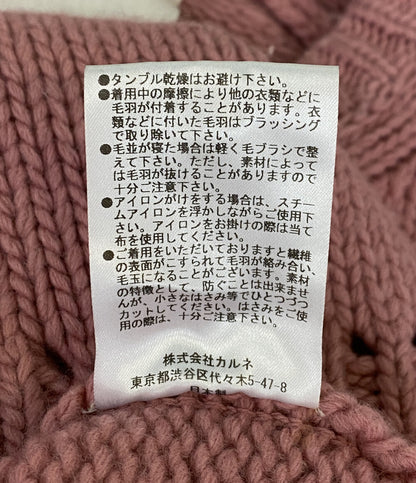 ●タンブル乾燥はお避け下さい。
●着用中の摩擦により他の衣類などに
毛羽が付着することがあります。衣
類などに付いた毛羽はブラッシング
で取り除いて下さい。
●毛並が寝た場合は軽く毛ブラシで整
えて下さい。ただし、素材によって
は毛羽が抜けることがありますので
十分ご注意下さい。
●アイロンがけをする場合は、スチー
ムアイロンを浮かしながらご使用下
さい。アイロンをお掛けの際は当て
布を使用してください。
●ご着用をいただいておりますと繊維
の表面がこすられて毛羽が絡み合い、
毛玉になることがございます。素材
の特徴として、防ぐことは出来ませ
んが、小さなはさみ等でひとつづつ
カットしてください。はさみをご使
用の際は、十分ご注意下さい。
株式会社カルネ
東京都渋谷区代々木5-47-8
日本製